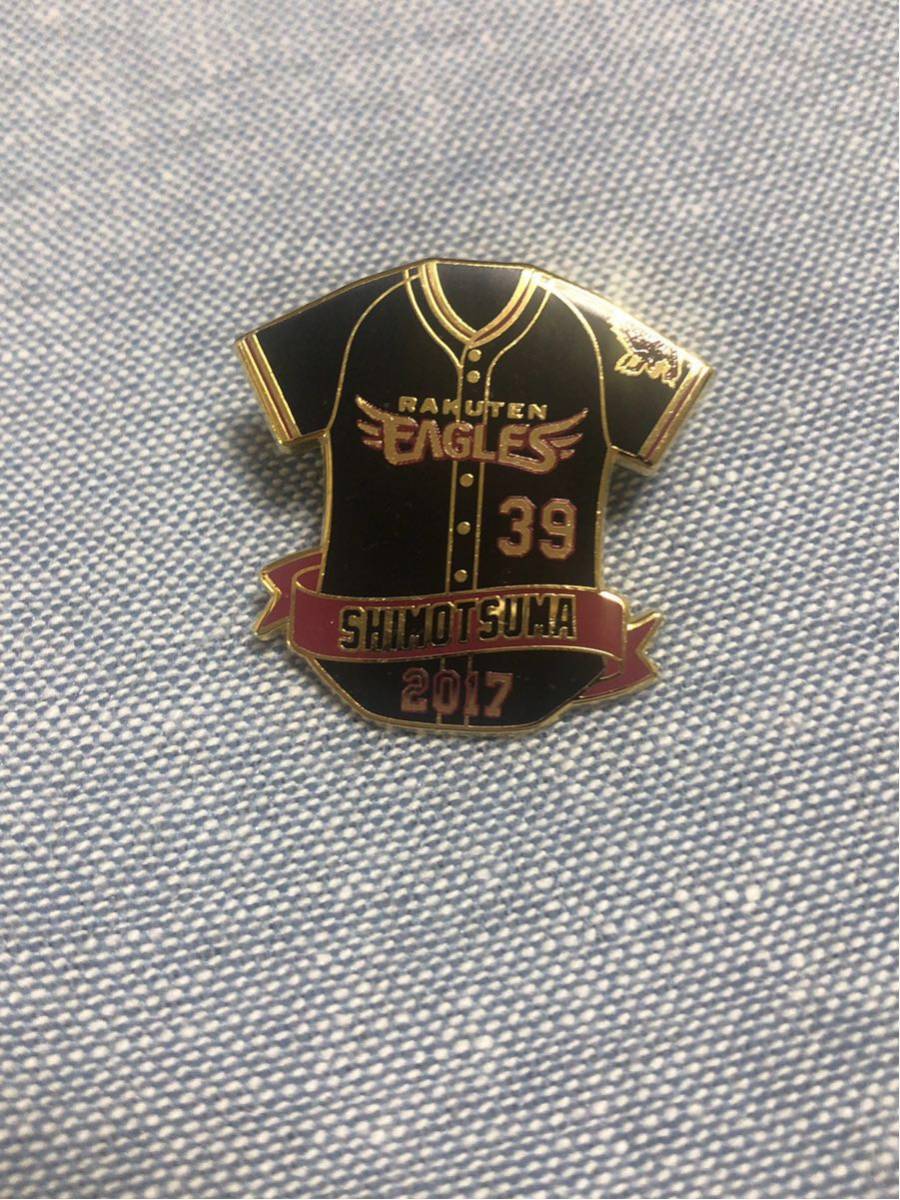 RAKUTEN
EAGLES
39
SHIMOTSUMA
2017